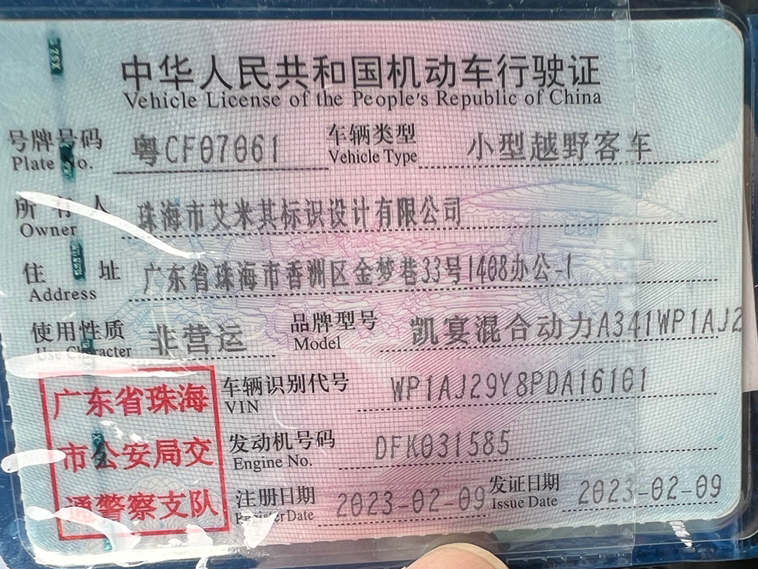 中华人民共和国机动车行驶证
Vehicle License of the People's Republic of China
号牌号码 粤CF07061 车辆类型 小型越野客车
Plate No. Vehicle Type
所有人 珠海市艾米其标识设计有限公司
Owner
住址 广东省珠海市香洲区金梦巷33号1408办公-1
Address
使用性质 非营运 品牌型号 凯宴混合动力A341WP1AJ2
Use Character Model
车辆识别代号 WP1AJ29Y8PDA16101
VIN
发动机号码 DFK031585
Engine No.
注册日期 2023-02-09 发证日期 2023-02-09
Register Date Issue Date
广东省珠海
市公安局交
通警察支队